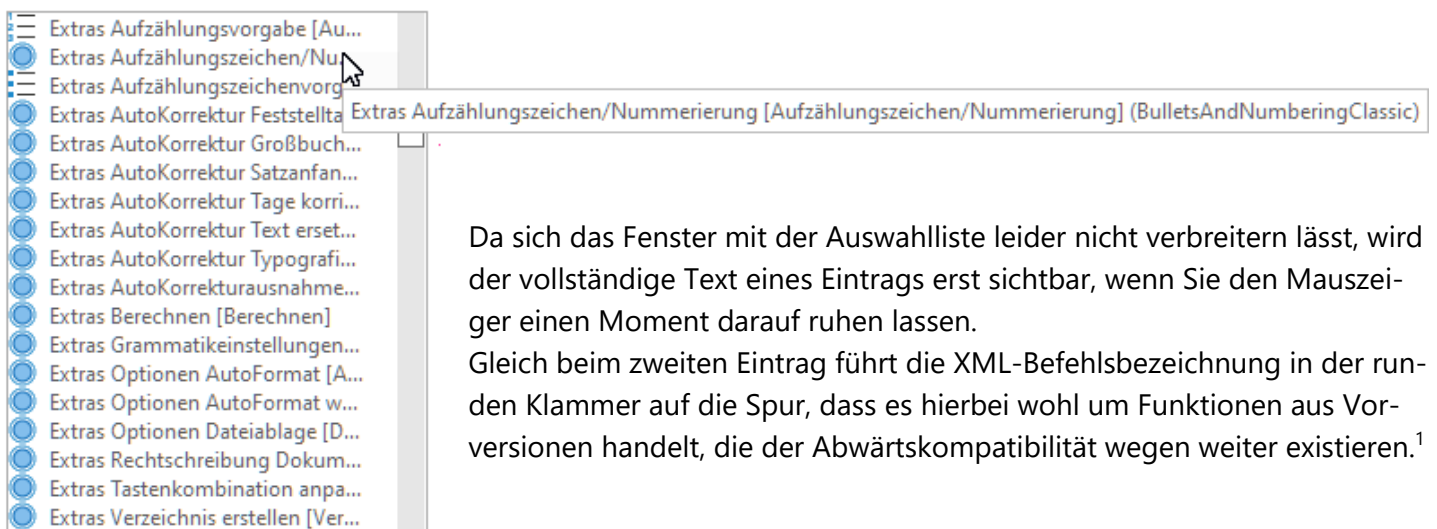 Extras Aufzählungsvorgabe [Au...
Extras Aufzählungszeichen/Nu...
Extras Aufzählungszeichenvorg
Extras AutoKorrektur Feststellta
Extras Aufzählungszeichen/Nummerierung [Aufzählungszeichen/Nummerierung] (BulletsAndNumberingClassic)
Extras AutoKorrektur Großbuch...
Extras AutoKorrektur Satzanfan...
Extras AutoKorrektur Tage korri...
Extras AutoKorrektur Text erset...
Extras AutoKorrektur Typografi...
Extras AutoKorrekturausnahme...
Extras Berechnen [Berechnen]
Extras Grammatikeinstellungen...
Extras Optionen AutoFormat [A...
Extras Optionen AutoFormat w...
Extras Optionen Dateiablage [D...
Extras Rechtschreibung Dokum...
Extras Tastenkombination anpa...
Extras Verzeichnis erstellen [Ver...
Da sich das Fenster mit der Auswahlliste leider nicht verbreitern lässt, wird
der vollständige Text eines Eintrags erst sichtbar, wenn Sie den Mauszei-
ger einen Moment darauf ruhen lassen.
Gleich beim zweiten Eintrag führt die XML-Befehlsbezeichnung in der run-
den Klammer auf die Spur, dass es hierbei wohl um Funktionen aus Vor-
versionen handelt, die der Abwärtskompatibilität wegen weiter existieren.¹